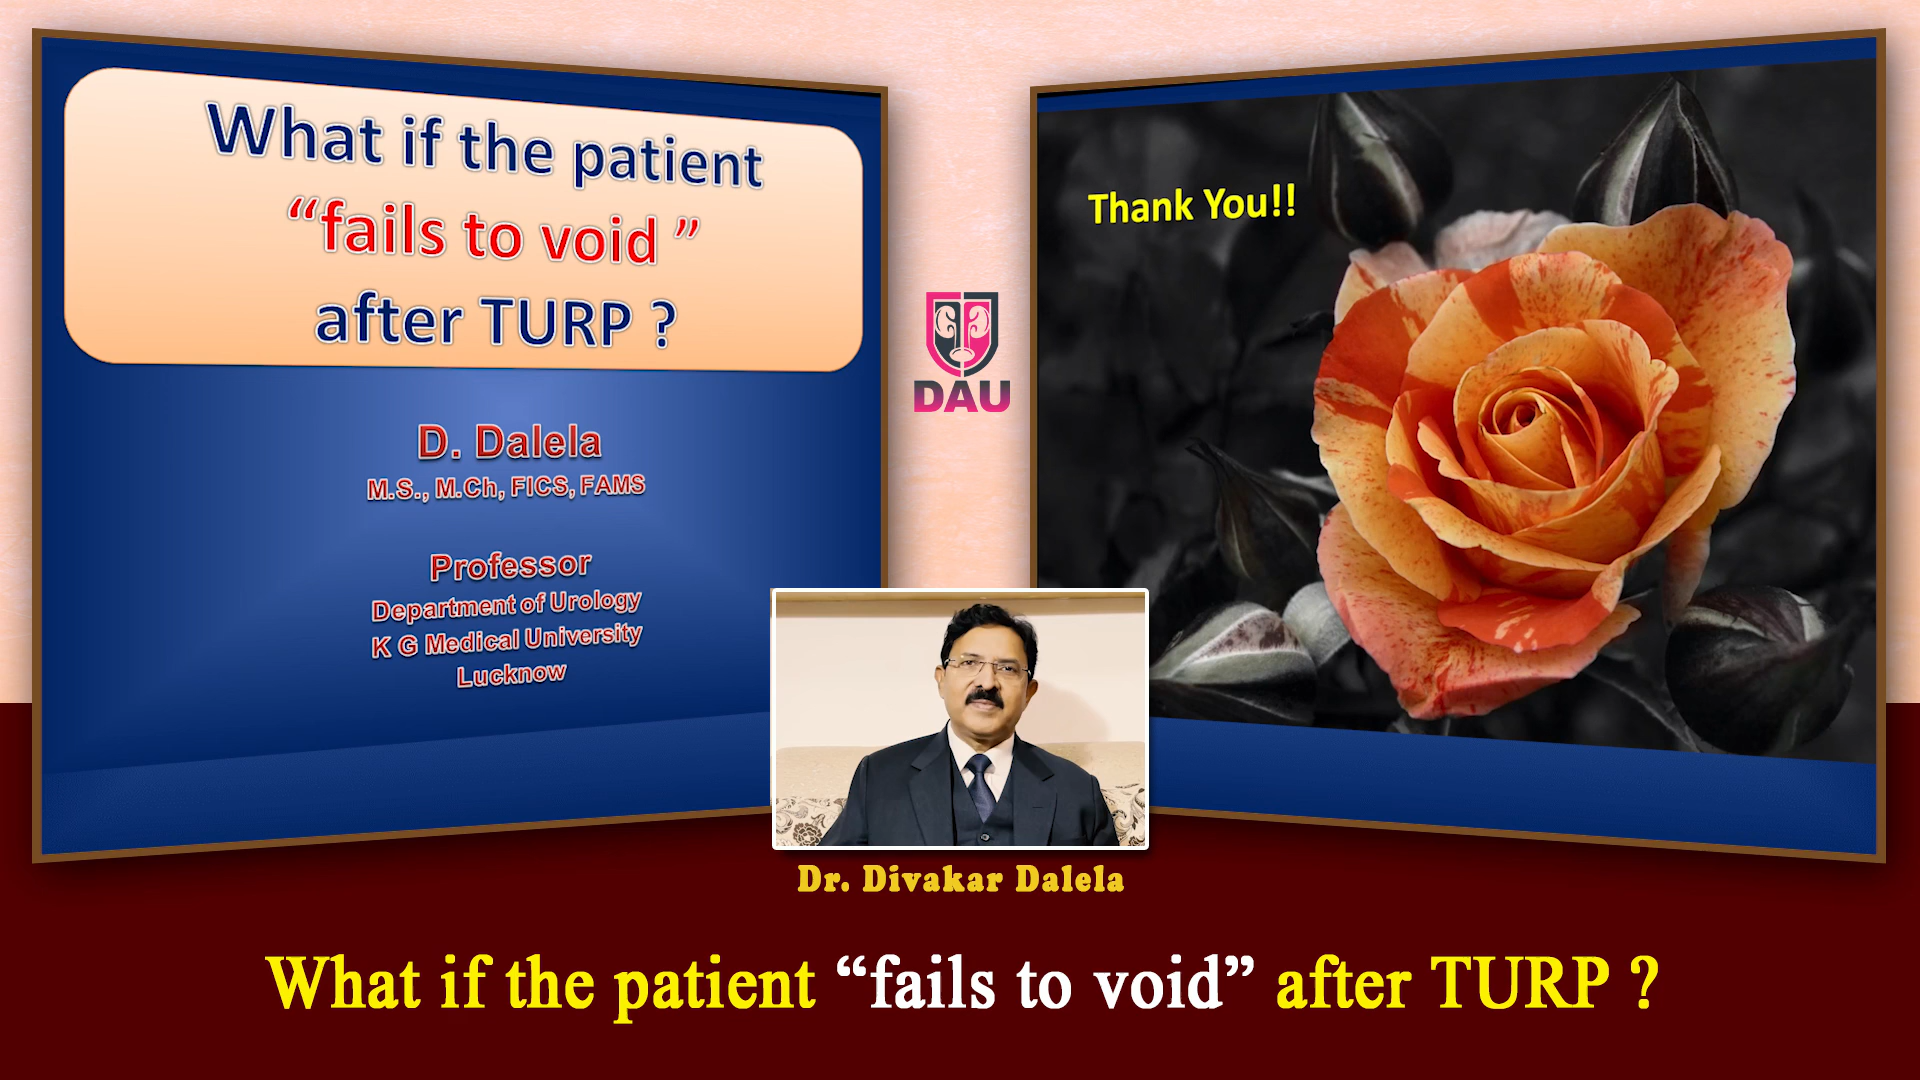 What if the patient
“fails to void ”
after TURP ?
D. Dalela
M.S., M.Ch, FICS, FAMS
Professor
Department of Urology
K G Medical University
Lucknow
DAU
Thank You!!
Dr. Divakar Dalela
What if the patient “fails to void” after TURP ?